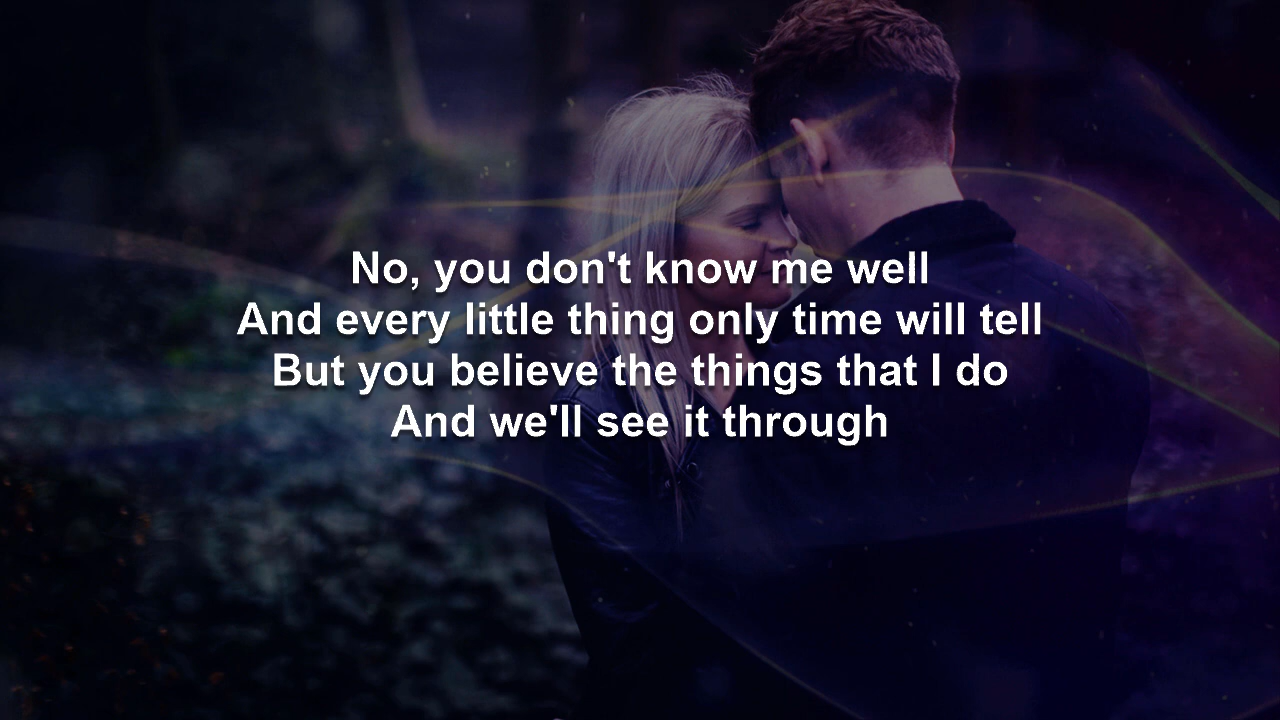 No, you don't know me well
And every little thing only time will tell
But you believe the things that I do
And we'll see it through